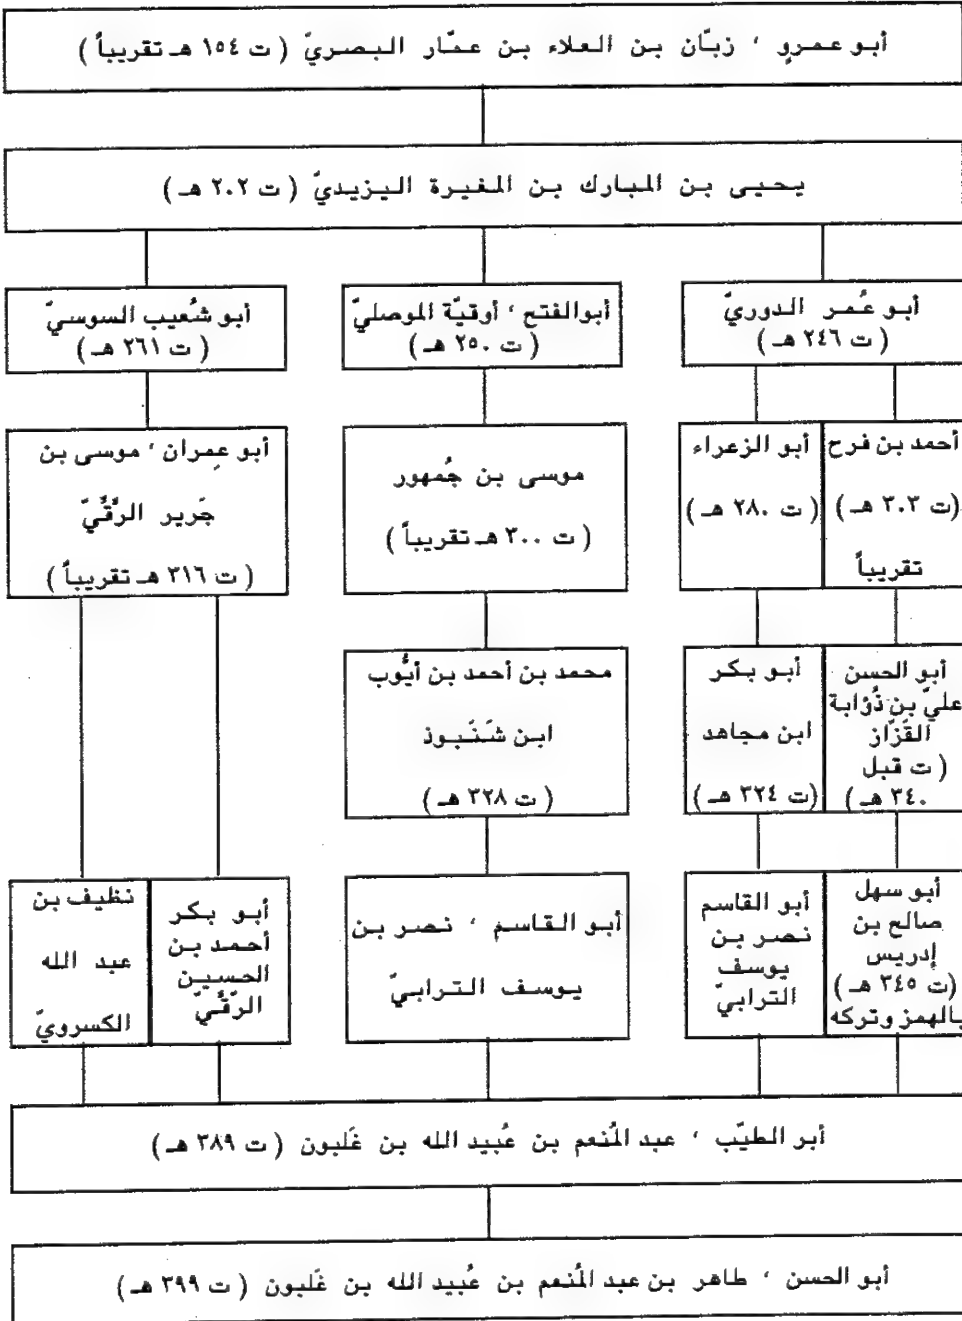 أبو عمروٍ ، زبّان بن العلاء بن عمّار البصريّ ( ت ١٥٤ هـ تقريباً )
يحيى بن المبارك بن المغيرة اليزيديّ ( ت ٢٠٢ هـ )
أبو عُمر الدوريّ
( ت ٢٤٦ هـ )
أبوالفتح ، أوقيّة الموصليّ
( ت ٢٥٠ هـ )
أبو شعُيب السوسيّ
( ت ٢٦١ هـ )
أحمد بن فرح
(ت ٣٠٣ هـ )
تقريباً
أبو الزعراء
( ت ٢٨٠ هـ )
موسى بن جُمهور
( ت ٣٠٠ هـ تقريباً )
أبو عمِران ، موسى بن
جَرير الرَّقِّيّ
( ت ٣١٦ هـ تقريباً )
أبو الحسن
عليّ بن ذُؤابة
القَزّاز
( ت قبل
٣٤٠ هـ )
أبو بكر
ابن مجاهد
(ت ٣٢٤ هـ )
محمد بن أحمد بن أيُّوب
ابن شَنَبوذ
( ت ٣٢٨ هـ )
أبو سهل
صالح بن
إدريس
(ت ٣٤٥ هـ )
بالهمز وتركه
أبو القاسم
نصر بن
يوسف
الترابيّ
أبو القاسم ، نصر بن
يوسف الترابيّ
أبو بكر
أحمد بن
الحسين
الرّقّيّ
نظيف بن
عبد الله
الكسرويّ
أبر الطيّب ، عبد المُنعم بن عُبيد الله بن غَلبون ( ت ٣٨٩ هـ )
أبو الحسن ، طاهر بن عبد المُنعم بن عُبيد الله بن غَلبون ( ت ٣٩٩ هـ )